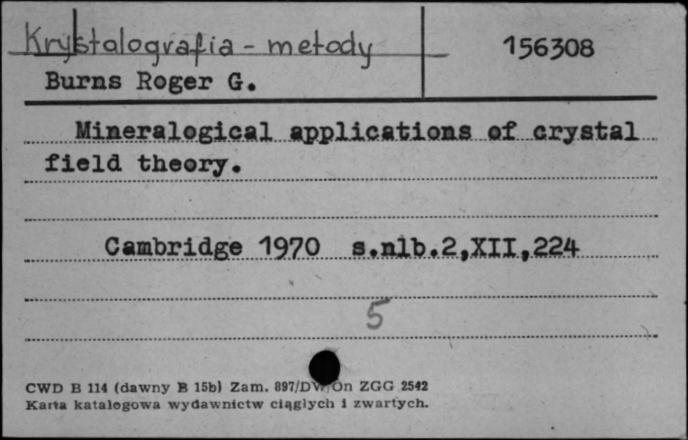 Krystalografia - metody
156308
Burns Roger G.
Mineralogical applications of crystal
field theory.
Cambridge 1970 s.nlb.2,XII,224
5
CWD B 114 (dawny B 15b) Zam. 897/DW/On ZGG 2542
Karta katalogowa wydawnictw ciągłych i zwartych.